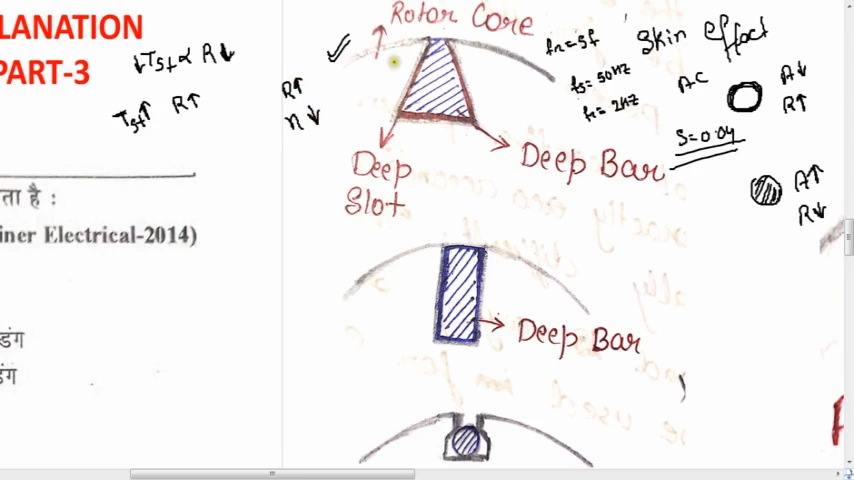 LANATION
PART-3
↓Tst ∝ R↓
Tst↑ R↑
ता है :
iner Electrical-2014)
डंग
डंग
Rotor Core
R↑
η↓
Deep
Slot
Deep Bar
fr=Sf
fs=50HZ
fr=2HZ
Skin effect
AC
A↓
R↑
S=0.04
A↑
R↓
Deep Bar